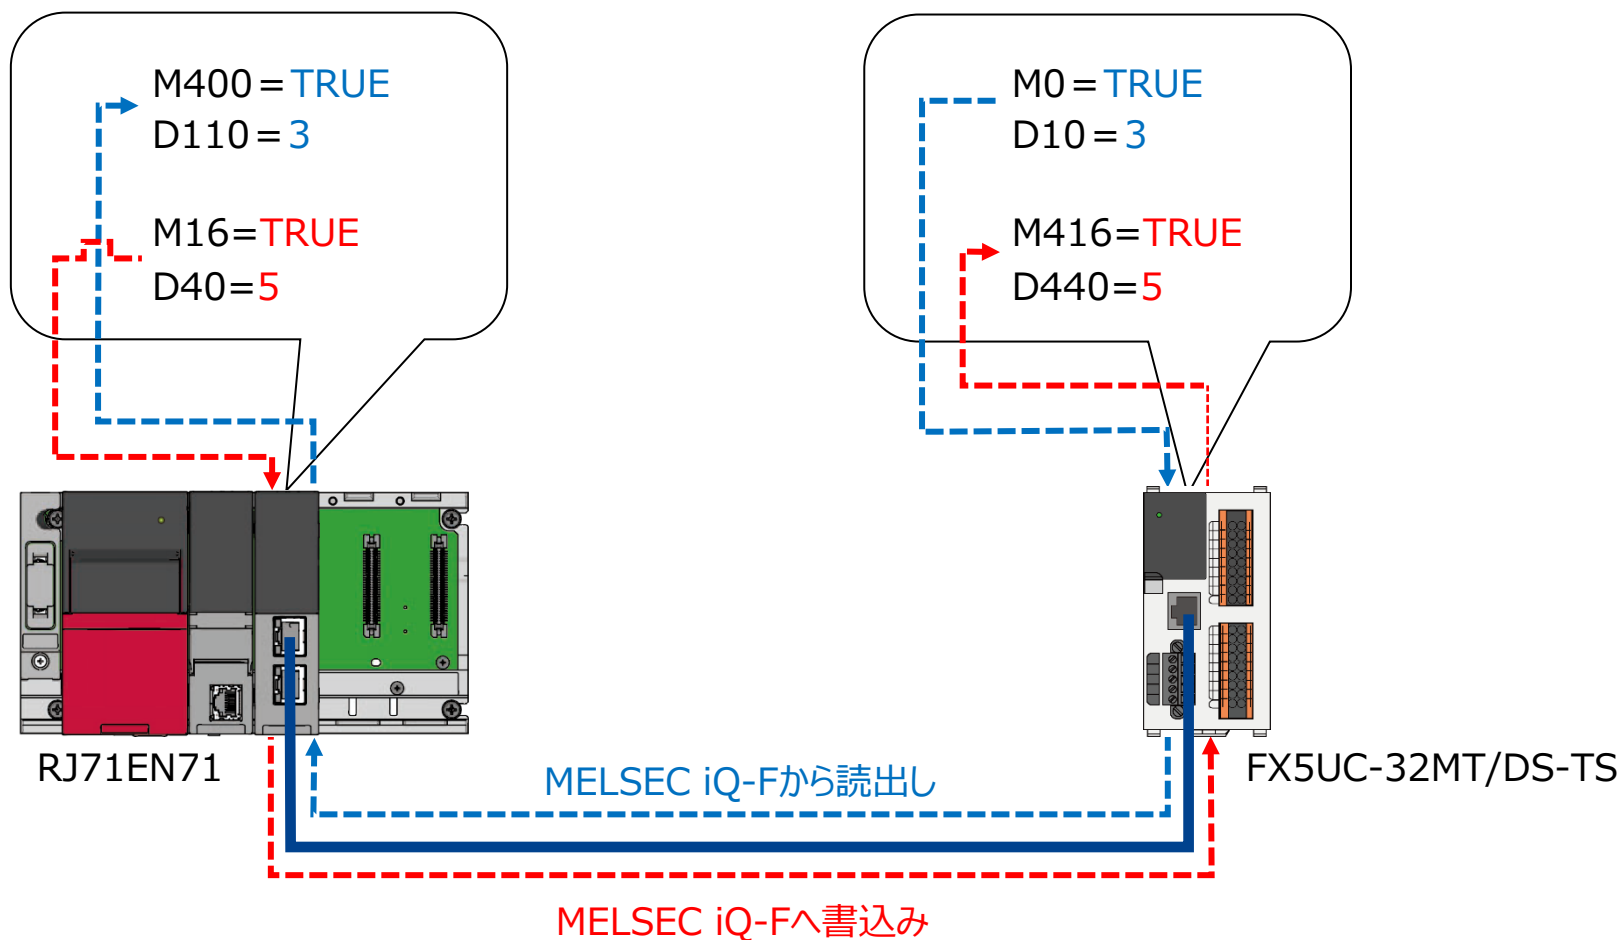 M400=TRUE
D110=3
M16=TRUE
D40=5
M0=TRUE
D10=3
M416=TRUE
D440=5
RJ71EN71
FX5UC-32MT/DS-TS
MELSEC iQ-Fから読出し
MELSEC iQ-Fへ書込み